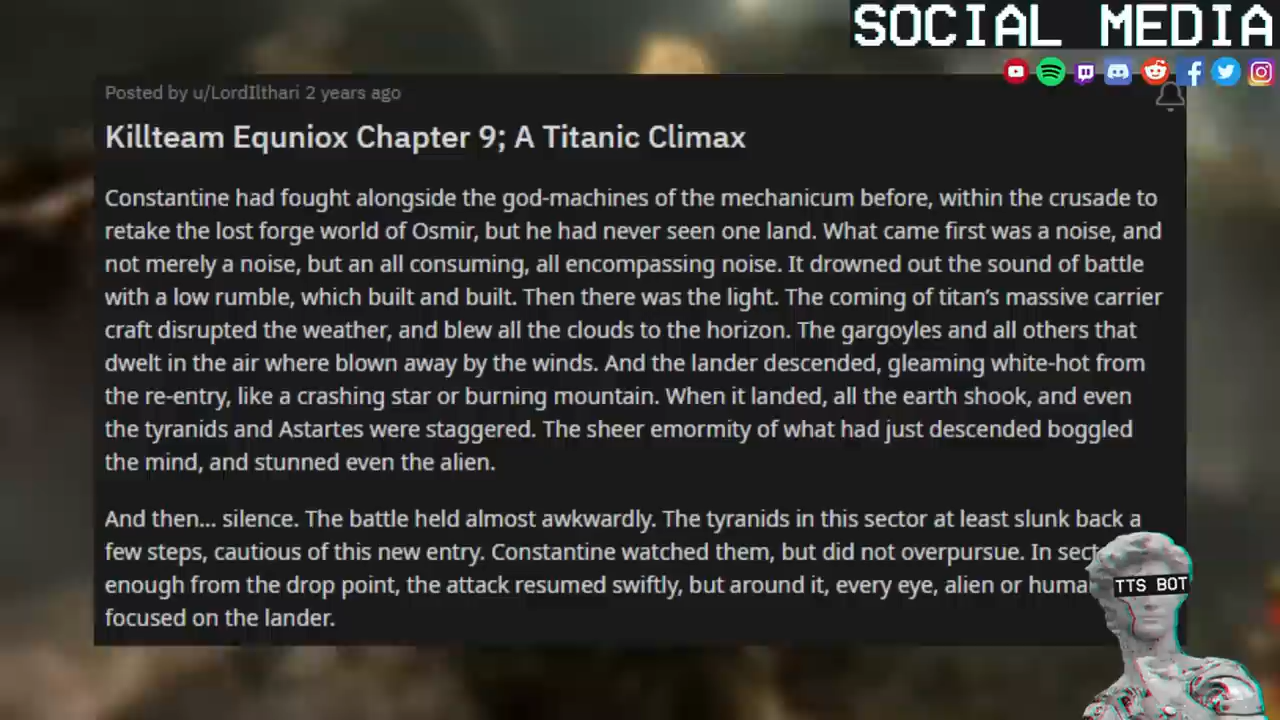 SOCIAL MEDIA
Posted by u/LordIlthari 2 years ago
Killteam Equniox Chapter 9; A Titanic Climax
Constantine had fought alongside the god-machines of the mechanicum before, within the crusade to
retake the lost forge world of Osmir, but he had never seen one land. What came first was a noise, and
not merely a noise, but an all consuming, all encompassing noise. It drowned out the sound of battle
with a low rumble, which built and built. Then there was the light. The coming of titan's massive carrier
craft disrupted the weather, and blew all the clouds to the horizon. The gargoyles and all others that
dwelt in the air where blown away by the winds. And the lander descended, gleaming white-hot from
the re-entry, like a crashing star or burning mountain. When it landed, all the earth shook, and even
the tyranids and Astartes were staggered. The sheer emormity of what had just descended boggled
the mind, and stunned even the alien.
And then... silence. The battle held almost awkwardly. The tyranids in this sector at least slunk back a
few steps, cautious of this new entry. Constantine watched them, but did not overpursue. In
enough from the drop point, the attack resumed swiftly, but around it, every eye, alien or
focused on the lander.
TTS BOT